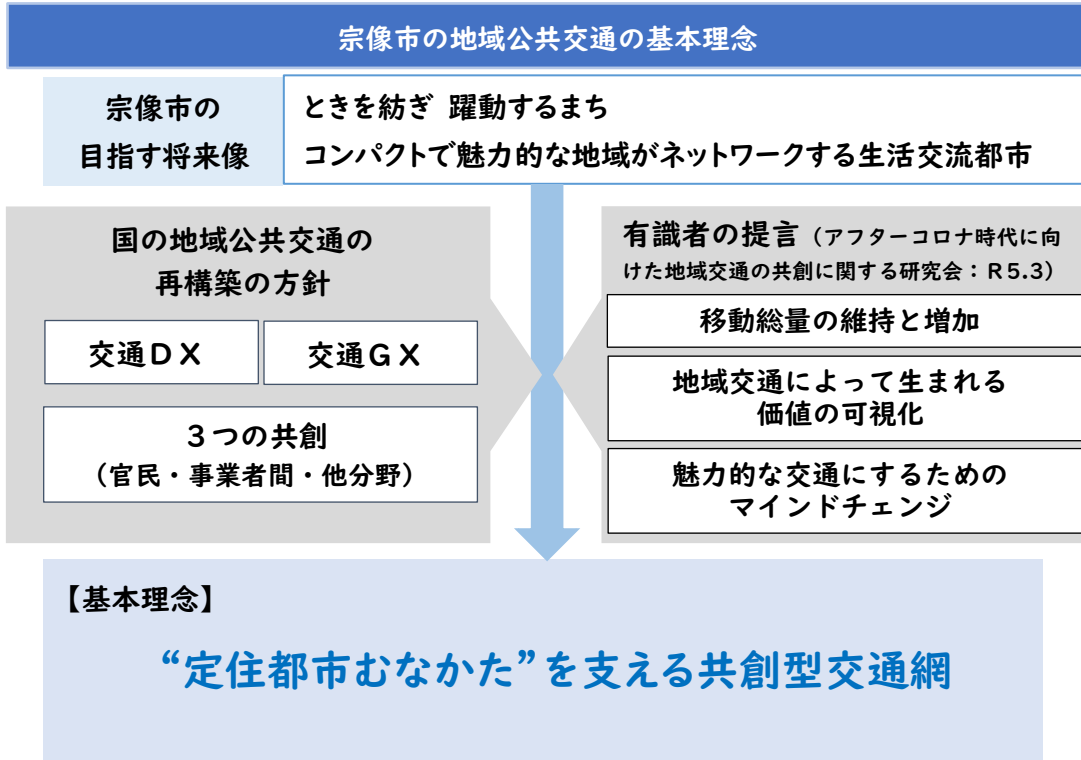 宗像市の地域公共交通の基本理念
宗像市の
目指す将来像
ときを紡ぎ 躍動するまち
コンパクトで魅力的な地域がネットワークする生活交流都市
国の地域公共交通の
再構築の方針
交通DX
交通GX
3つの共創
（官民・事業者間・他分野）
有識者の提言（アフターコロナ時代に向
けた地域交通の共創に関する研究会：R5.3）
移動総量の維持と増加
地域交通によって生まれる
価値の可視化
魅力的な交通にするための
マインドチェンジ
【基本理念】
“定住都市むなかた”を支える共創型交通網